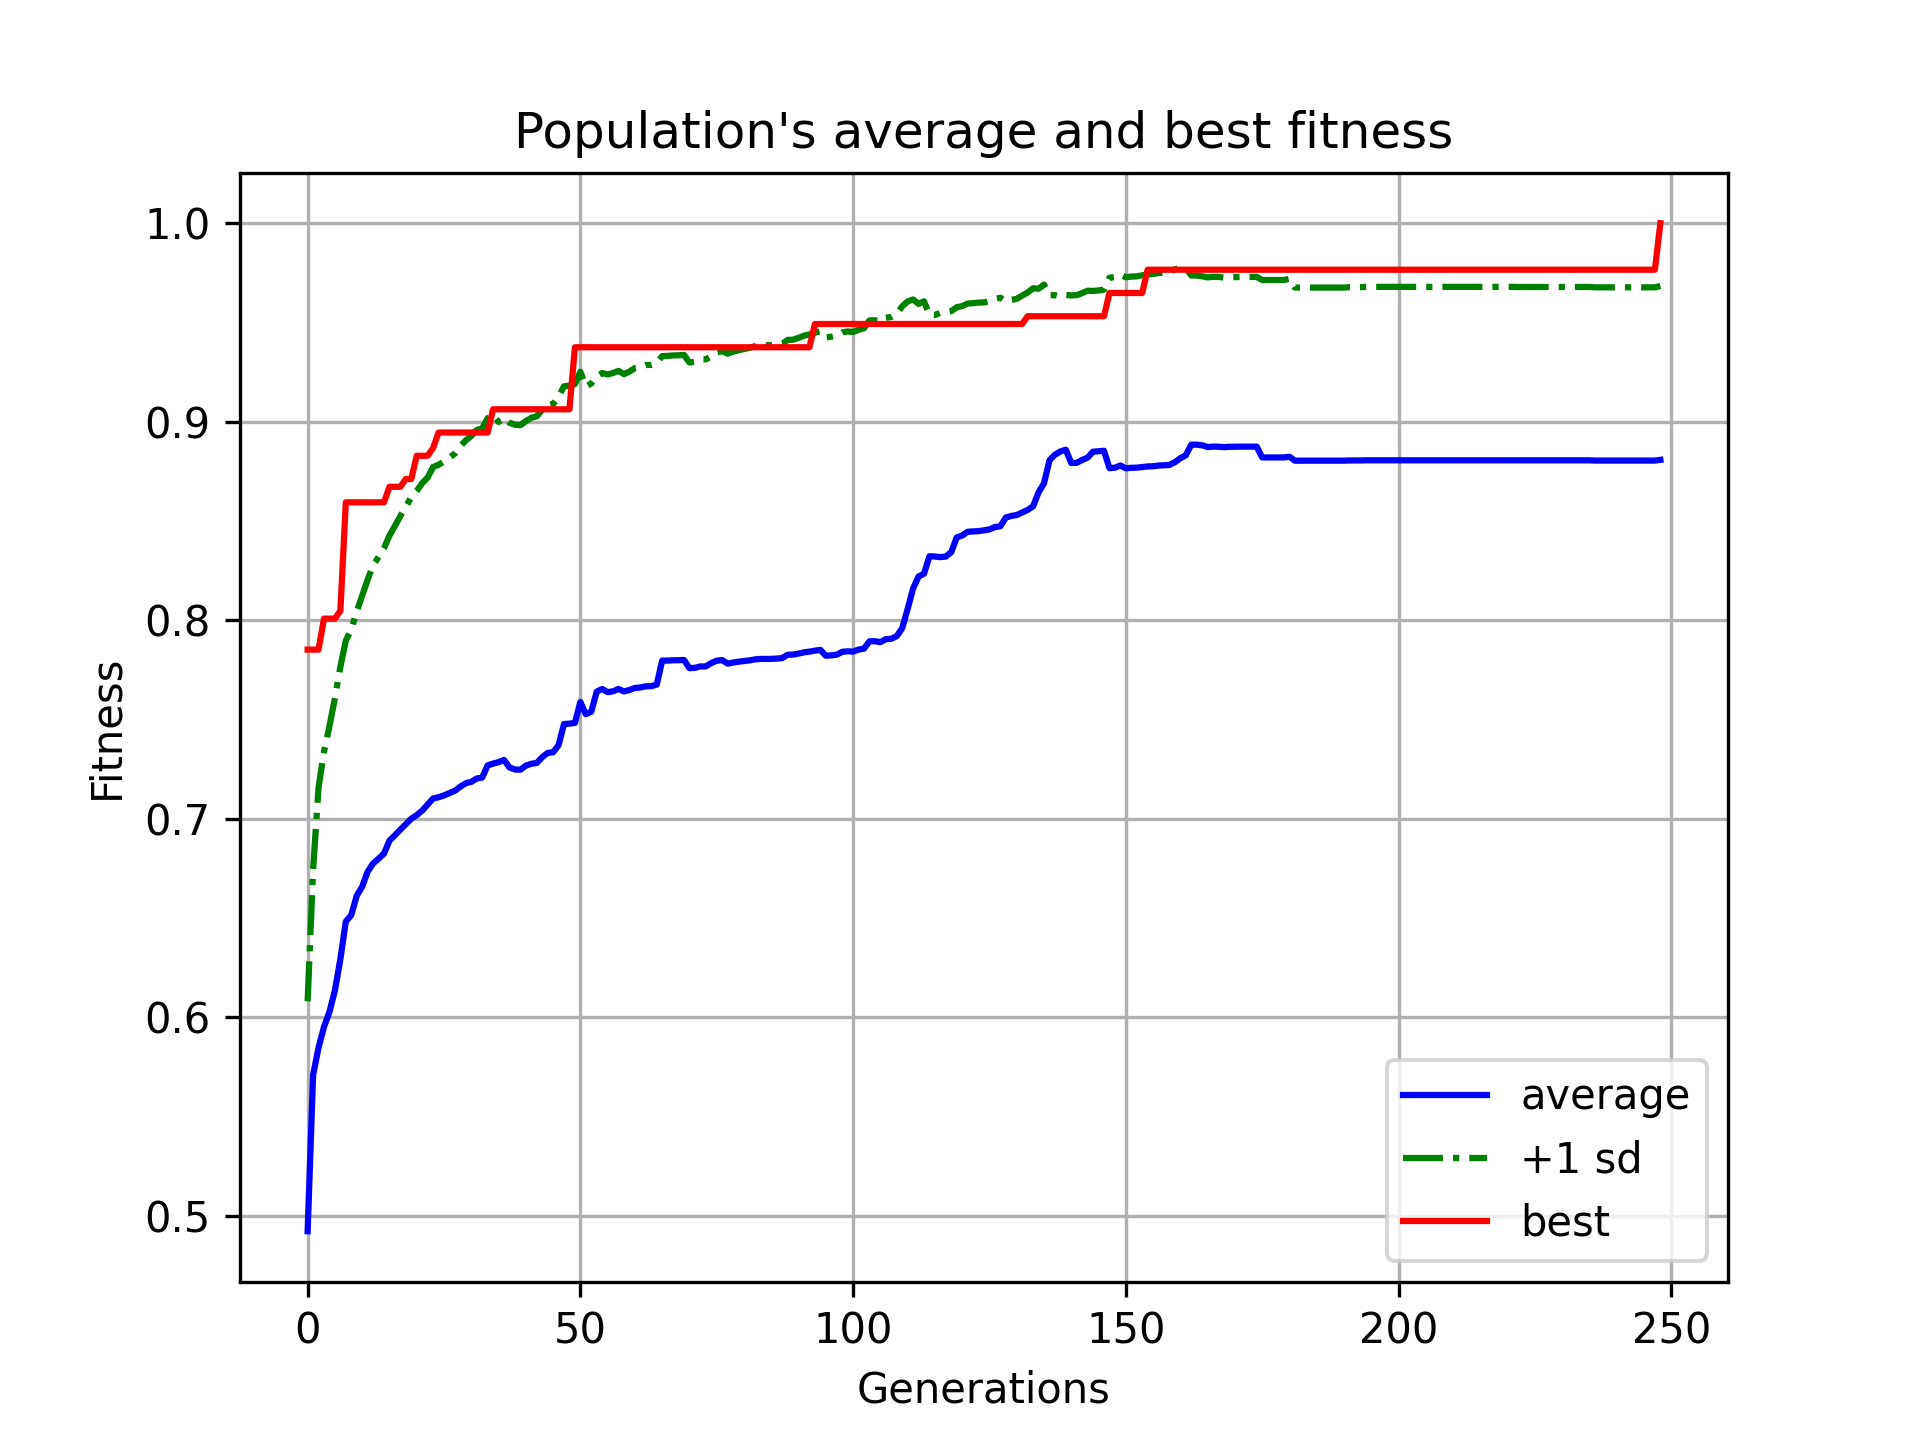 Population's average and best fitness
1.0
0.9
0.8
0.7
0.6
0.5
Fitness
average
+1 sd
best
0 50 100 150 200 250
Generations